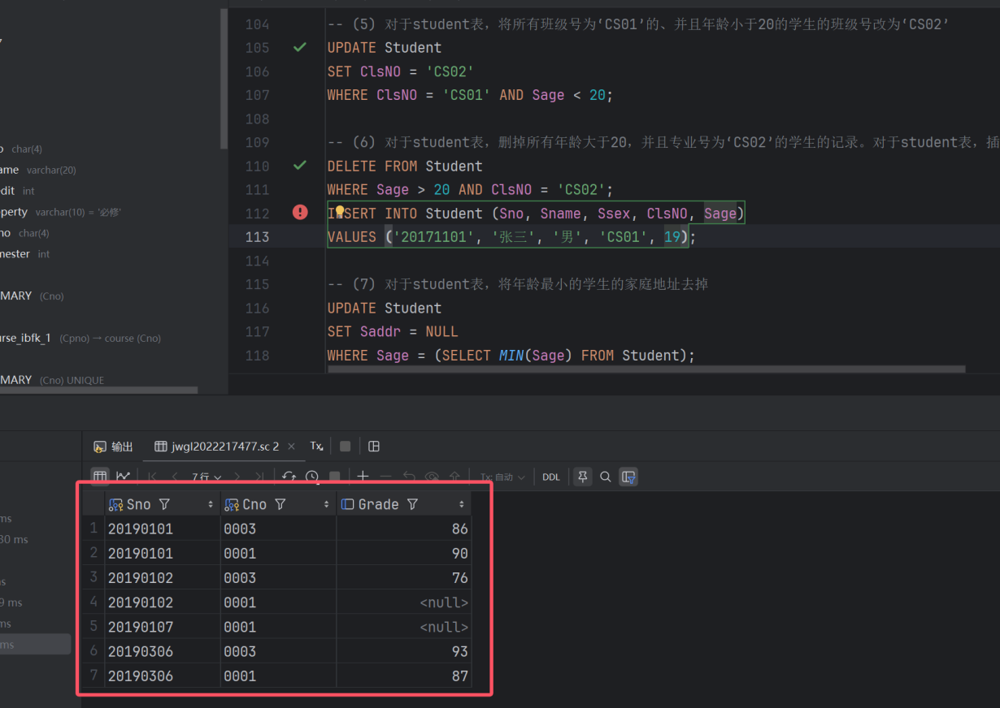 104 -- (5) 对于student表，将所有班级号为‘CS01’的、并且年龄小于20的学生的班级号改为‘CS02’
105 UPDATE Student
106 SET ClsNO = 'CS02'
107 WHERE ClsNO = 'CS01' AND Sage < 20;
108
109 -- (6) 对于student表，删掉所有年龄大于20，并且专业号为‘CS02’的学生的记录。对于student表，插
110 DELETE FROM Student
111 WHERE Sage > 20 AND ClsNO = 'CS02';
112 INSERT INTO Student (Sno, Sname, Ssex, ClsNO, Sage)
113 VALUES ('20171101', '张三', '男', 'CS01', 19);
114
115 -- (7) 对于student表，将年龄最小的学生的家庭地址去掉
116 UPDATE Student
117 SET Saddr = NULL
118 WHERE Sage = (SELECT MIN(Sage) FROM Student);
o char(4)
ame varchar(20)
edit int
operty varchar(10) = '必修'
no char(4)
mester int
MARY (Cno)
urse_ibfk_1 (Cpno) → course (Cno)
MARY (Cno) UNIQUE
输出 jwgl2022217477.sc 2 × Tx
7 行 Tx: 自动 DDL
Sno Cno Grade
1 20190101 0003 86
2 20190101 0001 90
3 20190102 0003 76
4 20190102 0001 <null>
5 20190107 0001 <null>
6 20190306 0003 93
7 20190306 0001 87
ms
30 ms
s
9 ms
ms
ms